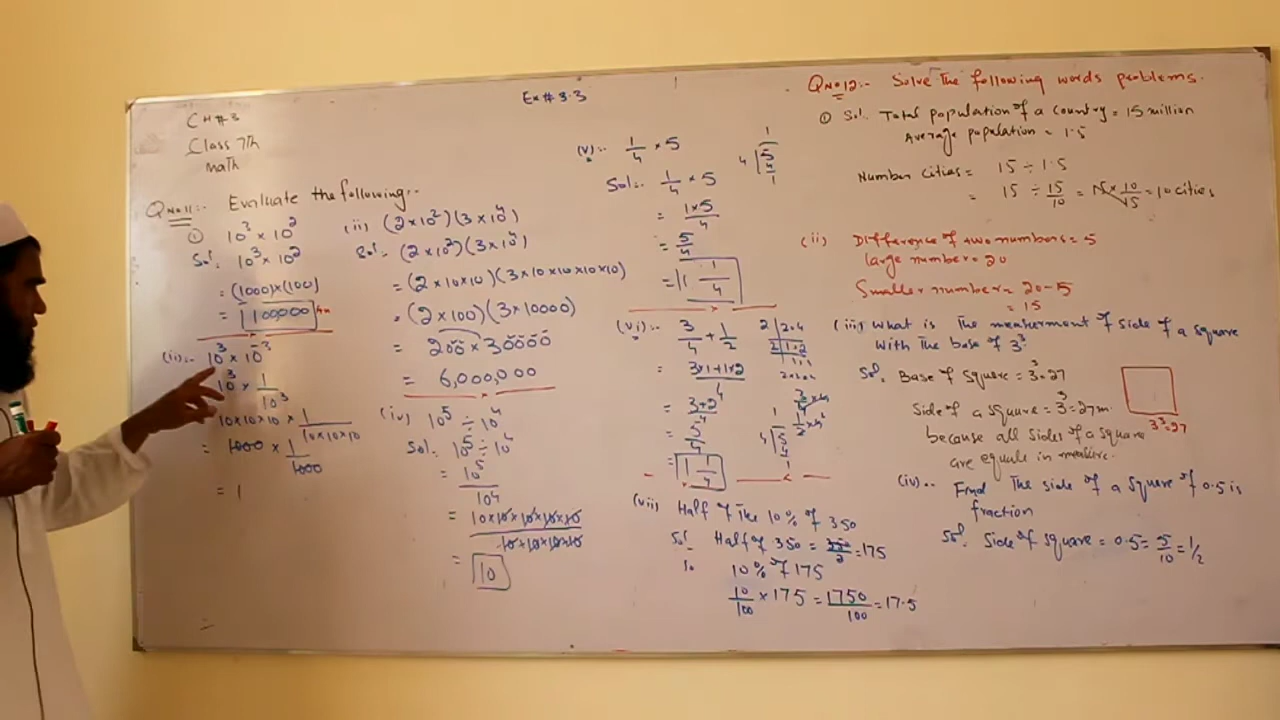 Ex# 3.3
CH#3
Class 7th
math
Q No 11:- Evaluate the following:-
① 10³ × 10²
Sol: 10³ × 10²
= (1000)×(100)
= 100000
(ii) (2×10²)(3×10⁴)
Sol: (2×10²)(3×10⁴)
= (2×10×10)(3×10×10×10×10)
= (2×100)(3×10000)
= 200×30000
= 6,000,000
10³ × 10⁻³
10³ × 1/10³
10×10×10 × 1/10×10×10
= 1000 × 1/1000
= 1
(iv) 10⁵ ÷ 10⁴
Sol: 10⁵ ÷ 10⁴
= 10⁵/10⁴
= 10×10×10×10×10/10×10×10×10
= 10
(v):- 1/4 × 5
Sol:- 1/4 × 5
= 1×5/4
= 5/4
= 1 1/4
(vi):- 3/4 + 1/2
= 3×1+1×2/4
= 3+2/4
= 5/4
= 1 1/4
(vii) Half of the 10% of 350
Sol: Half of 350 = 350/2 = 175
10% of 175
10/100 × 175 = 1750/100 = 17.5
Q No 12:- Solve the following words problems.
① Sol: Total population of a country = 15 million
Average population = 1.5
Number Cities = 15 ÷ 1.5
= 15 ÷ 15/10 = 15 × 10/15 = 10 cities
(ii) Difference of two numbers = 5
large number = 20
Smaller number = 20-5
= 15
(iii) What is the measurment of side of a square
with the base of 3³
Sol: Base of Square = 3³=27
Side of a square = 3³=27m
because all sides of a square
are equale in measure.
3³=27
(iv):- Find the side of a square of 0.5 is
fraction
Sol: Side of square = 0.5 = 5/10 = 1/2